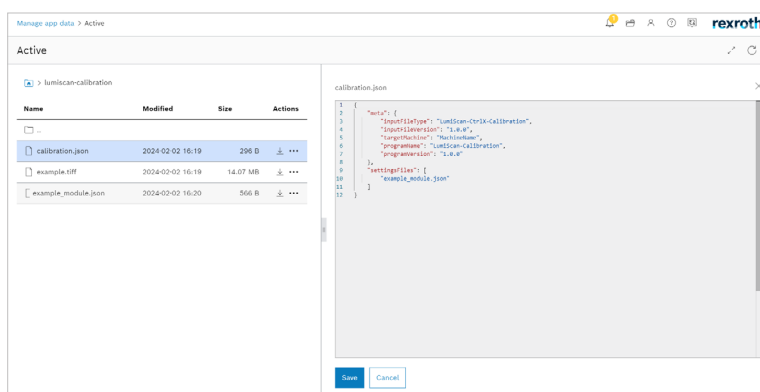 Manage app data > Active
rexroth
Active
> lumiscan-calibration
Name Modified Size Actions
..
calibration.json 2024-02-02 16:19 296 B
example.tiff 2024-02-02 16:19 14.07 MB
example_module.json 2024-02-02 16:20 566 B
calibration.json
1 {
2 "meta": {
3 "inputFileType": "LumiScan-CtrlX-Calibration",
4 "inputFileVersion": "1.0.0",
5 "targetMachine": "MachineName",
6 "programName": "LumiScan-Calibration",
7 "programVersion": "1.0.0"
8 },
9 "settingsFiles": [
10 "example_module.json"
11 ]
12 }
Save Cancel